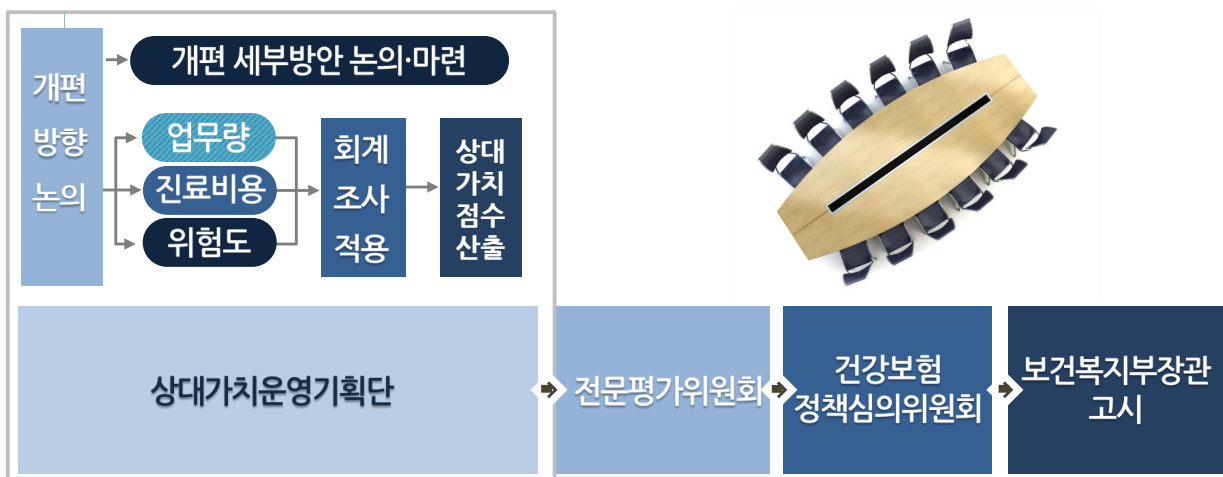 개편
방향
논의
개편 세부방안 논의·마련
업무량
진료비용
위험도
회계
조사
적용
상대
가치
점수
산출
상대가치운영기획단
전문평가위원회
건강보험
정책심의위원회
보건복지부장관
고시